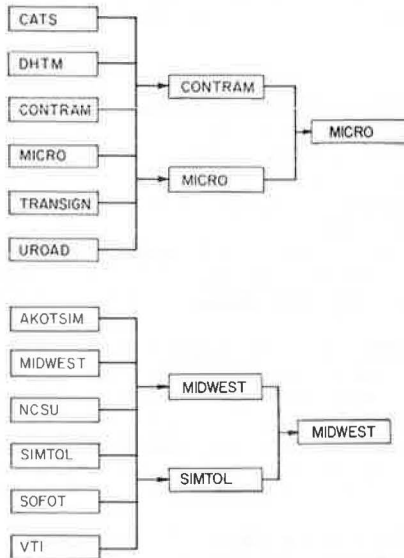 CATS
DHTM
CONTRAM
CONTRAM
MICRO
MICRO
MICRO
TRANSIGN
UROAD
AKOTSIM
MIDWEST
MIDWEST
NCSU
MIDWEST
SIMTOL
SIMTOL
SOFOT
VTI